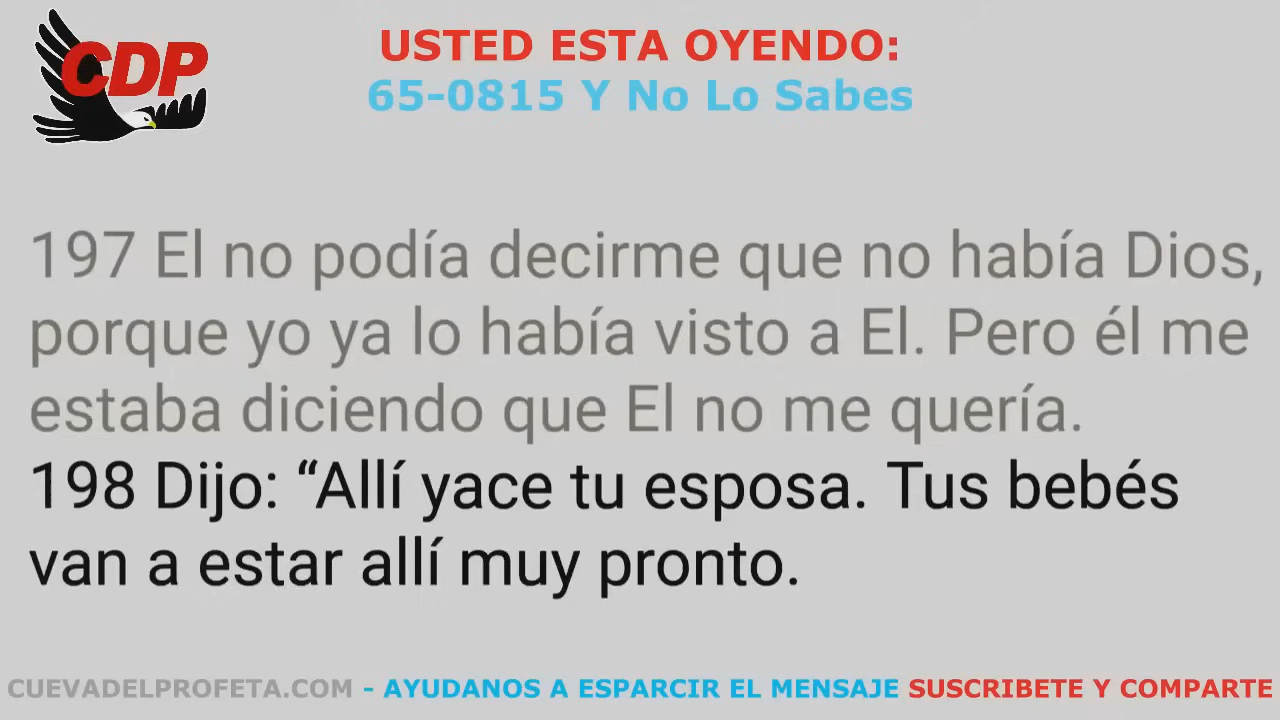 CDP
USTED ESTA OYENDO:
65-0815 Y No Lo Sabes
197 El no podía decirme que no había Dios,
porque yo ya lo había visto a El. Pero él me
estaba diciendo que El no me quería.
198 Dijo: “Allí yace tu esposa. Tus bebés
van a estar allí muy pronto.
CUEVADELPROFETA.COM - AYUDANOS A ESPARCIR EL MENSAJE SUSCRIBETE Y COMPARTE